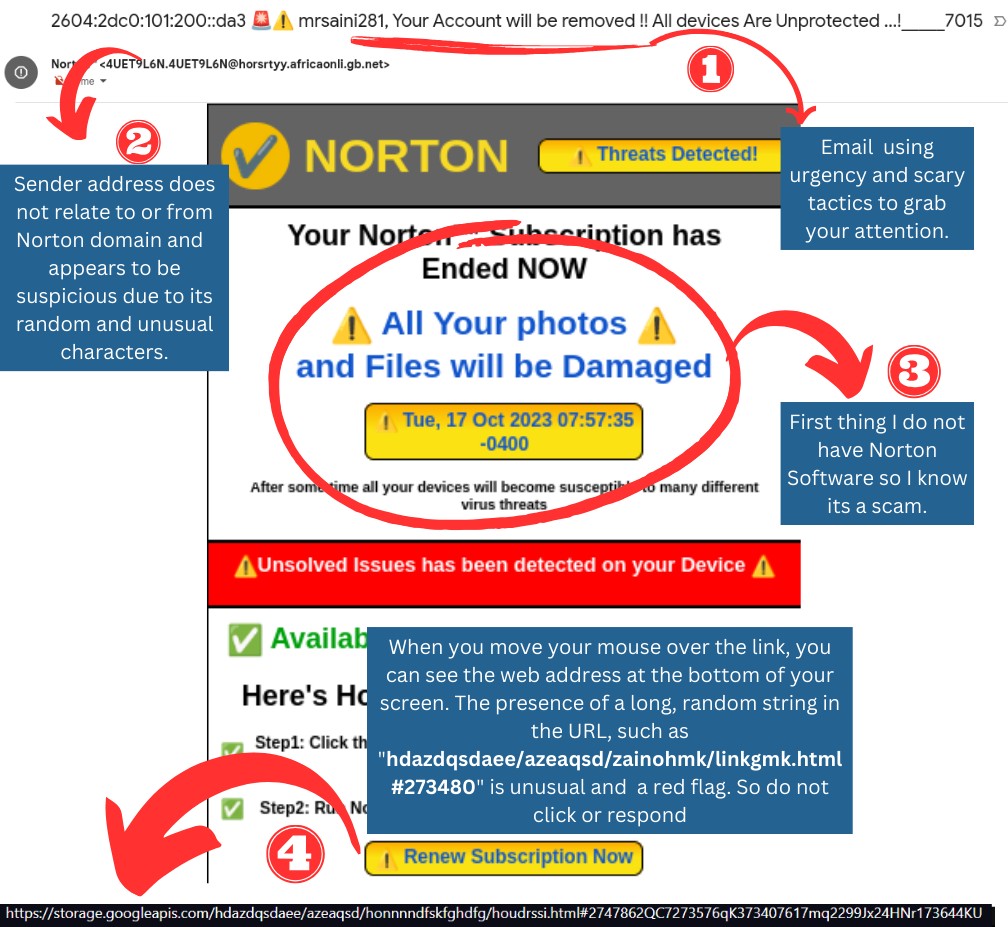 2604:2dc0:101:200::da3 🚨⚠️ mrsaini281, Your Account will be removed !! All devices Are Unprotected ...!_____7015
<4UET9L6N.4UET9L6N@horsrtyy.africaonli.gb.net>
1
2
Sender address does
not relate to or from
Norton domain and
appears to be
suspicious due to its
random and unusual
characters.
NORTON
⚠️ Threats Detected!
Email using
urgency and scary
tactics to grab
your attention.
Your Norton Subscription has
Ended NOW
⚠️ All Your photos ⚠️
and Files will be Damaged
⚠️ Tue, 17 Oct 2023 07:57:35
-0400
After some time all your devices will become susceptible to many different
virus threats
3
First thing I do not
have Norton
Software so I know
its a scam.
⚠️Unsolved Issues has been detected on your Device ⚠️
✅ Availab
Here's Ho
✅ Step1: Click th
✅ Step2: Run No
When you move your mouse over the link, you
can see the web address at the bottom of your
screen. The presence of a long, random string in
the URL, such as
"hdazdqsdaee/azeaqsd/zainohmk/linkgmk.html
#273480" is unusual and a red flag. So do not
click or respond
4
⚠️ Renew Subscription Now
https://storage.googleapis.com/hdazdqsdaee/azeaqsd/honnnndfskfghdfg/houdrssi.html#2747862QC7273576qK373407617mq2299Jx24HNr173644KU